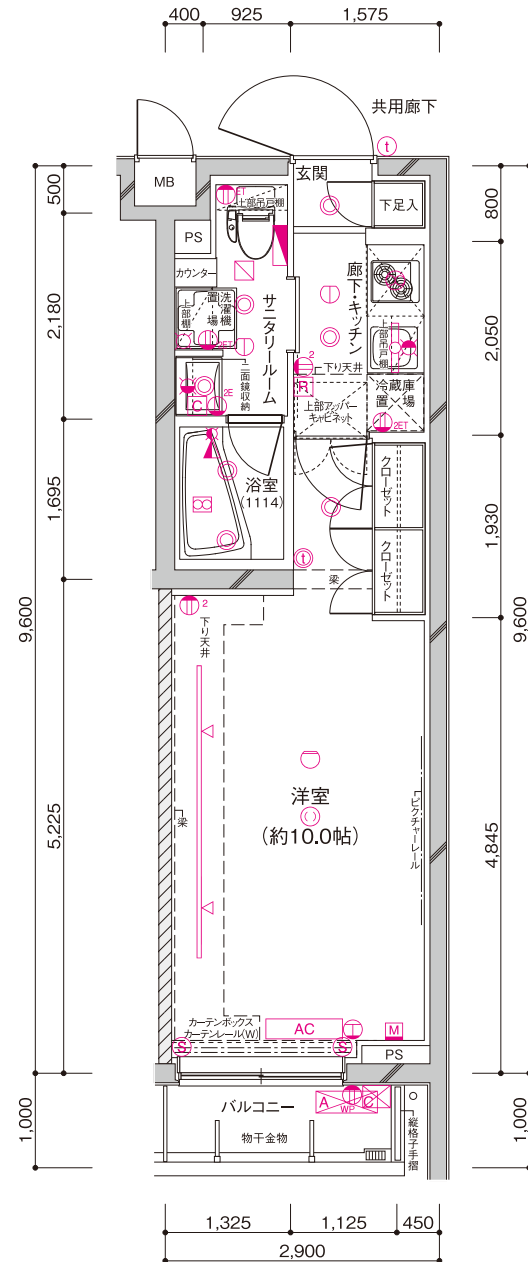 400
925
1,575
共用廊下
t
MB
玄関
下足入
500
800
ET
上部吊戸棚
PS
カウンター
洗濯機置場
上部棚
2ET
サニタリールーム
廊下・キッチン
上部吊戸棚
2,180
2,050
2
下り天井
R
冷蔵庫置場
2ET
上部アッパーキャビネット
C
2E
二面鏡収納
浴室
(1114)
クローゼット
クローゼット
1,695
1,930
t
梁
9,600
9,600
2
下り天井
洋室
(約10.0帖)
ピクチャーレール
梁
5,225
4,845
カーテンボックス
カーテンレール(W)
AC
M
S
S
PS
バルコニー
A
WP
C
物干金物
縦格子手摺
1,000
1,000
1,325
1,125
450
2,900